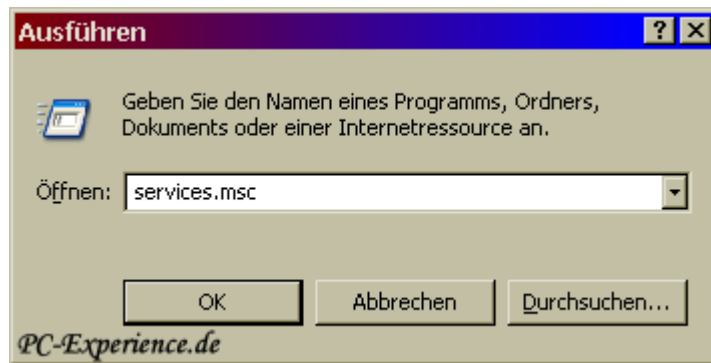 Ausführen
Geben Sie den Namen eines Programms, Ordners,
Dokuments oder einer Internetressource an.
Öffnen: services.msc
OK Abbrechen Durchsuchen...
PC-Experience.de